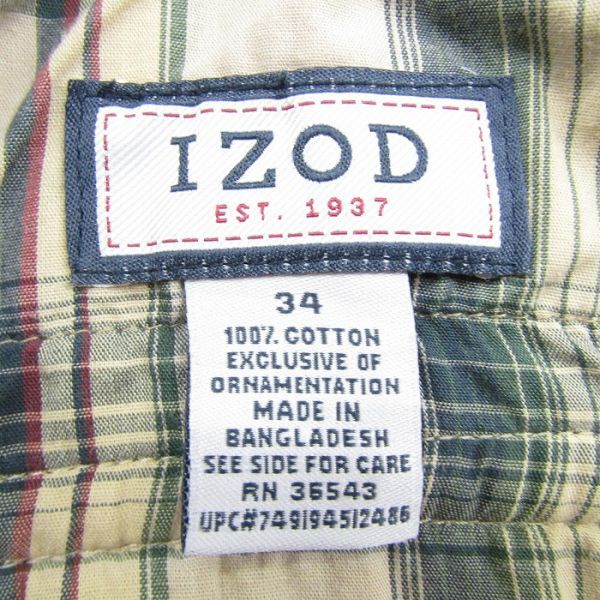 IZOD
EST. 1937
34
100% COTTON
EXCLUSIVE OF
ORNAMENTATION
MADE IN
BANGLADESH
SEE SIDE FOR CARE
RN 36543
UPC#749194512486